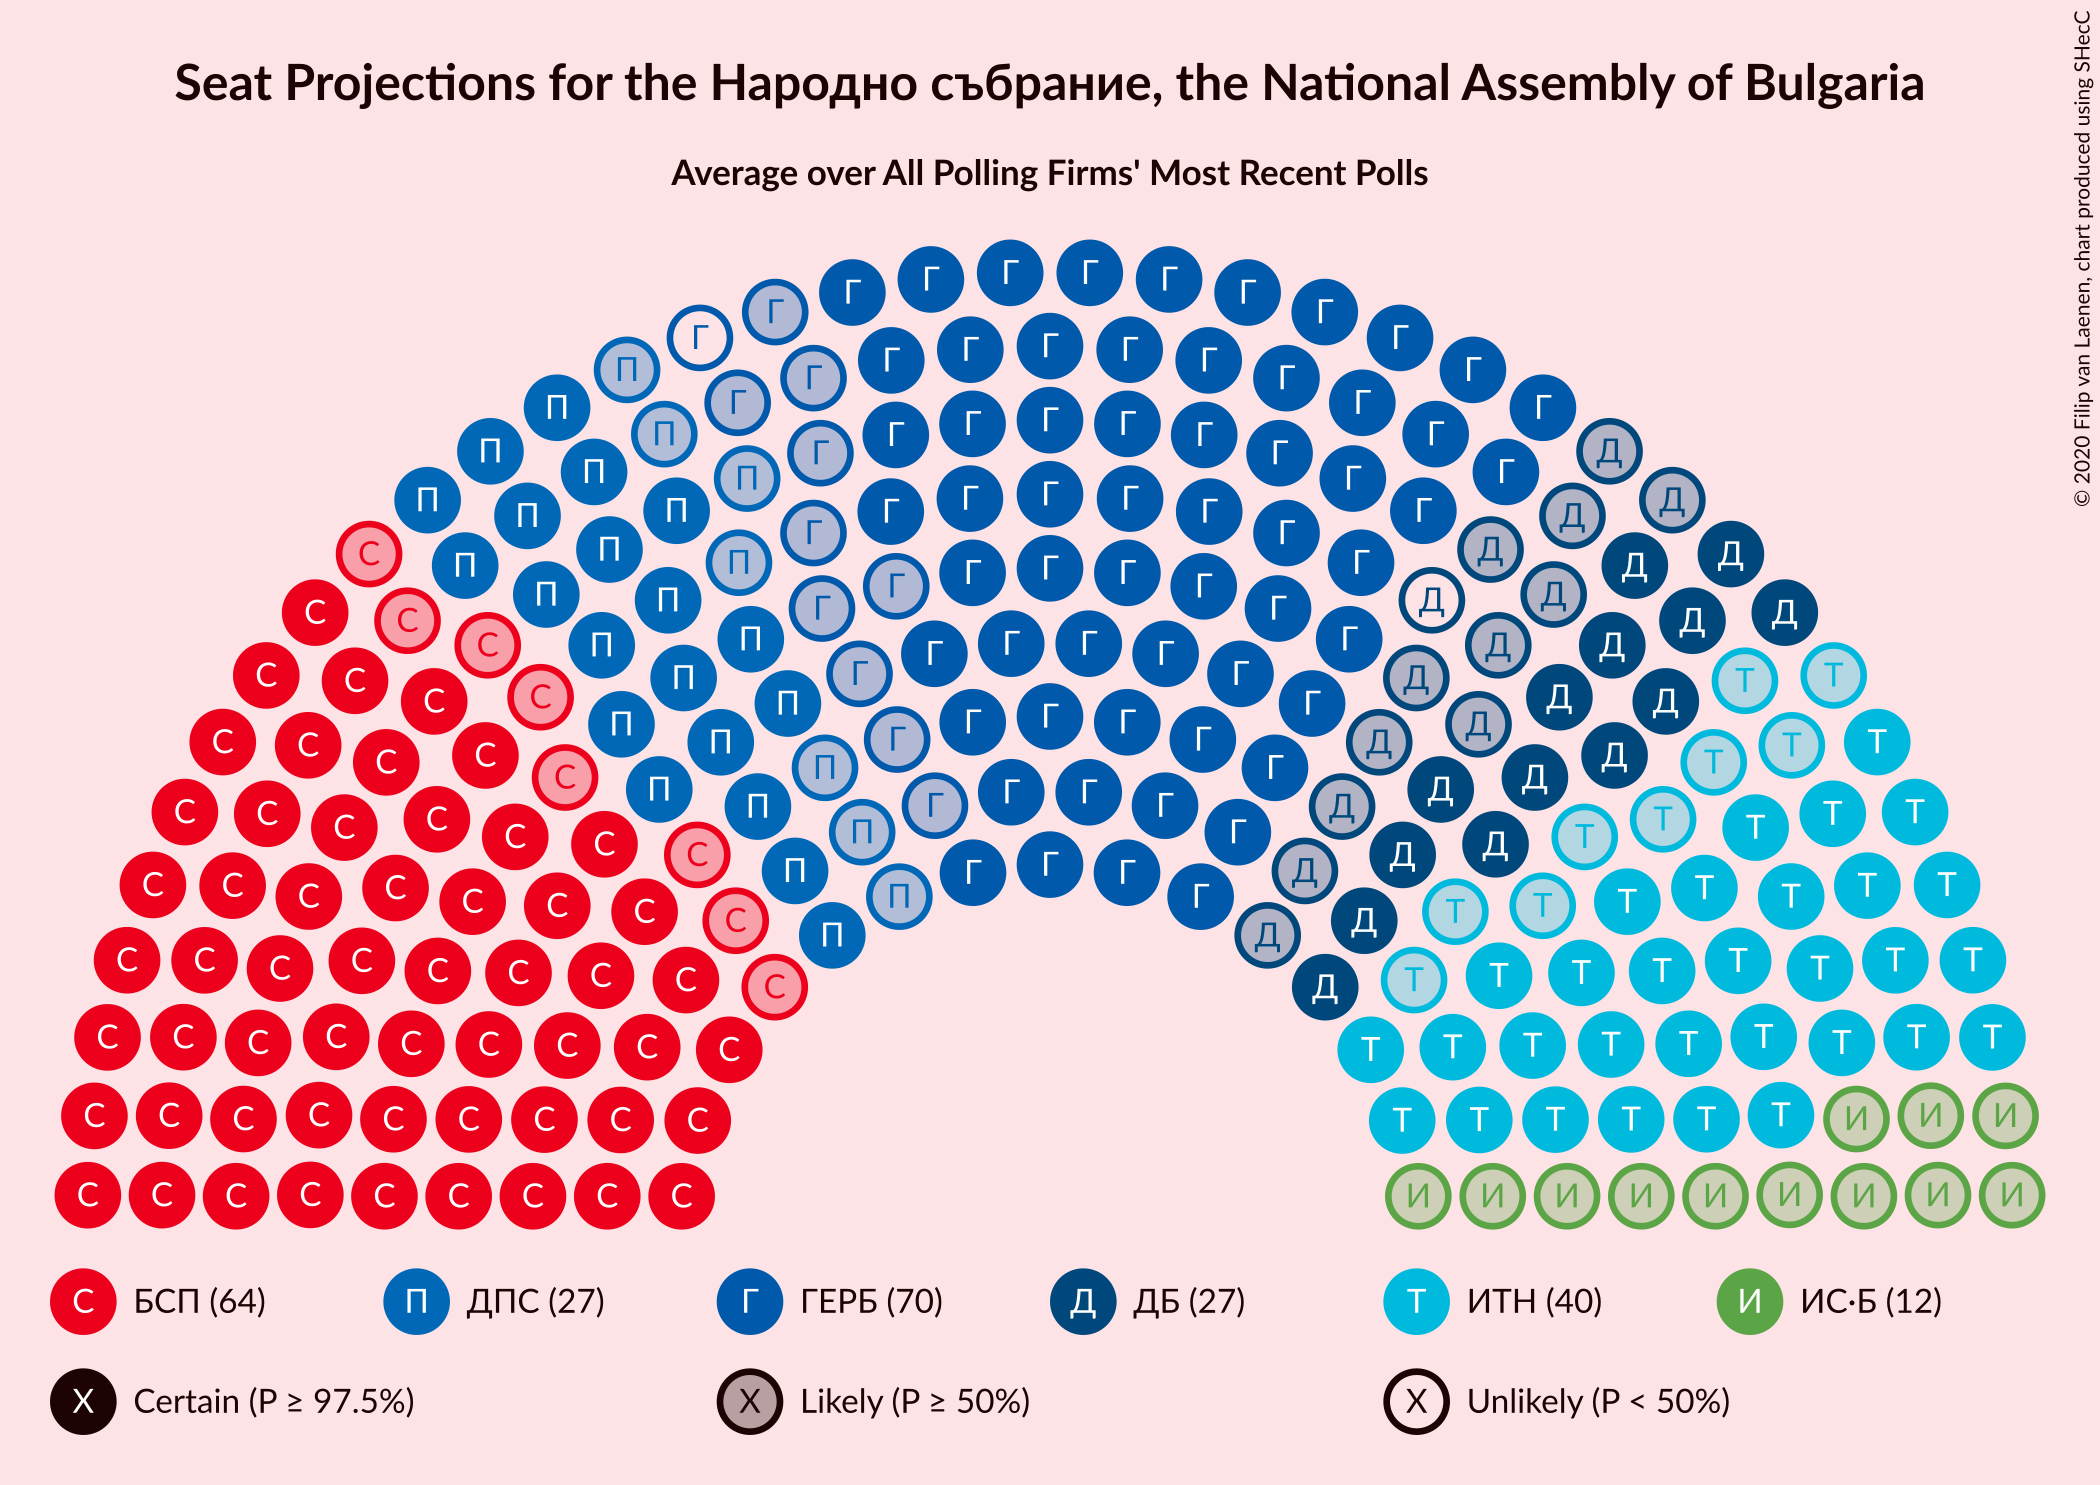 Seat Projections for the Народно събрание, the National Assembly of Bulgaria
Average over All Polling Firms' Most Recent Polls
© 2020 Filip van Laenen, chart produced using SHecC
С БСП (64)
П ДПС (27)
Г ГЕРБ (70)
Д ДБ (27)
Т ИТН (40)
И ИС·Б (12)
X Certain (P ≥ 97.5%)
X Likely (P ≥ 50%)
X Unlikely (P < 50%)